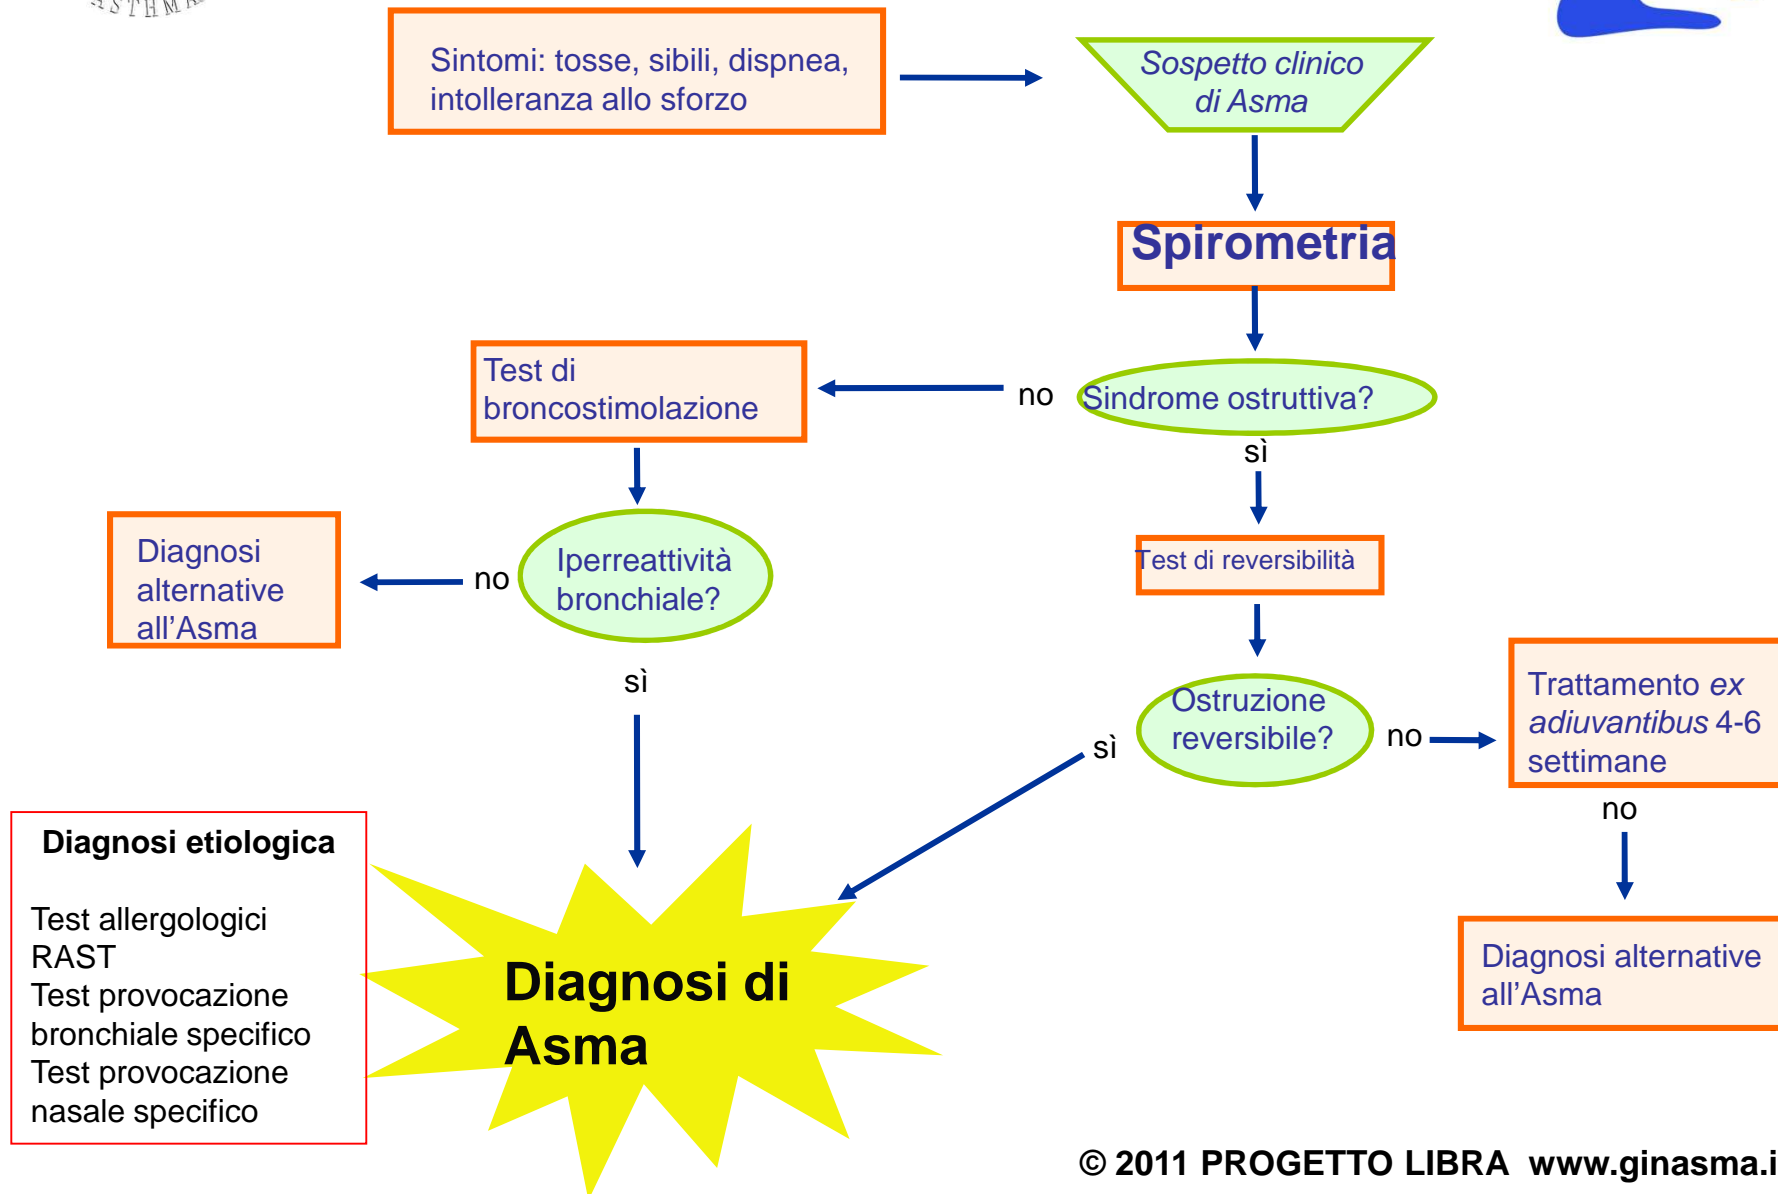 ASTHMA
Sintomi: tosse, sibili, dispnea,
intolleranza allo sforzo
Sospetto clinico
di Asma
Spirometria
Test di
broncostimolazione
no
Sindrome ostruttiva?
sì
Diagnosi
alternative
all'Asma
no
Iperreattività
bronchiale?
Test di reversibilità
sì
Ostruzione
reversibile?
sì
no
Trattamento ex
adiuvantibus 4-6
settimane
no
Diagnosi etiologica
Test allergologici
RAST
Test provocazione
bronchiale specifico
Test provocazione
nasale specifico
Diagnosi di
Asma
Diagnosi alternative
all'Asma
© 2011 PROGETTO LIBRA www.ginasma.i